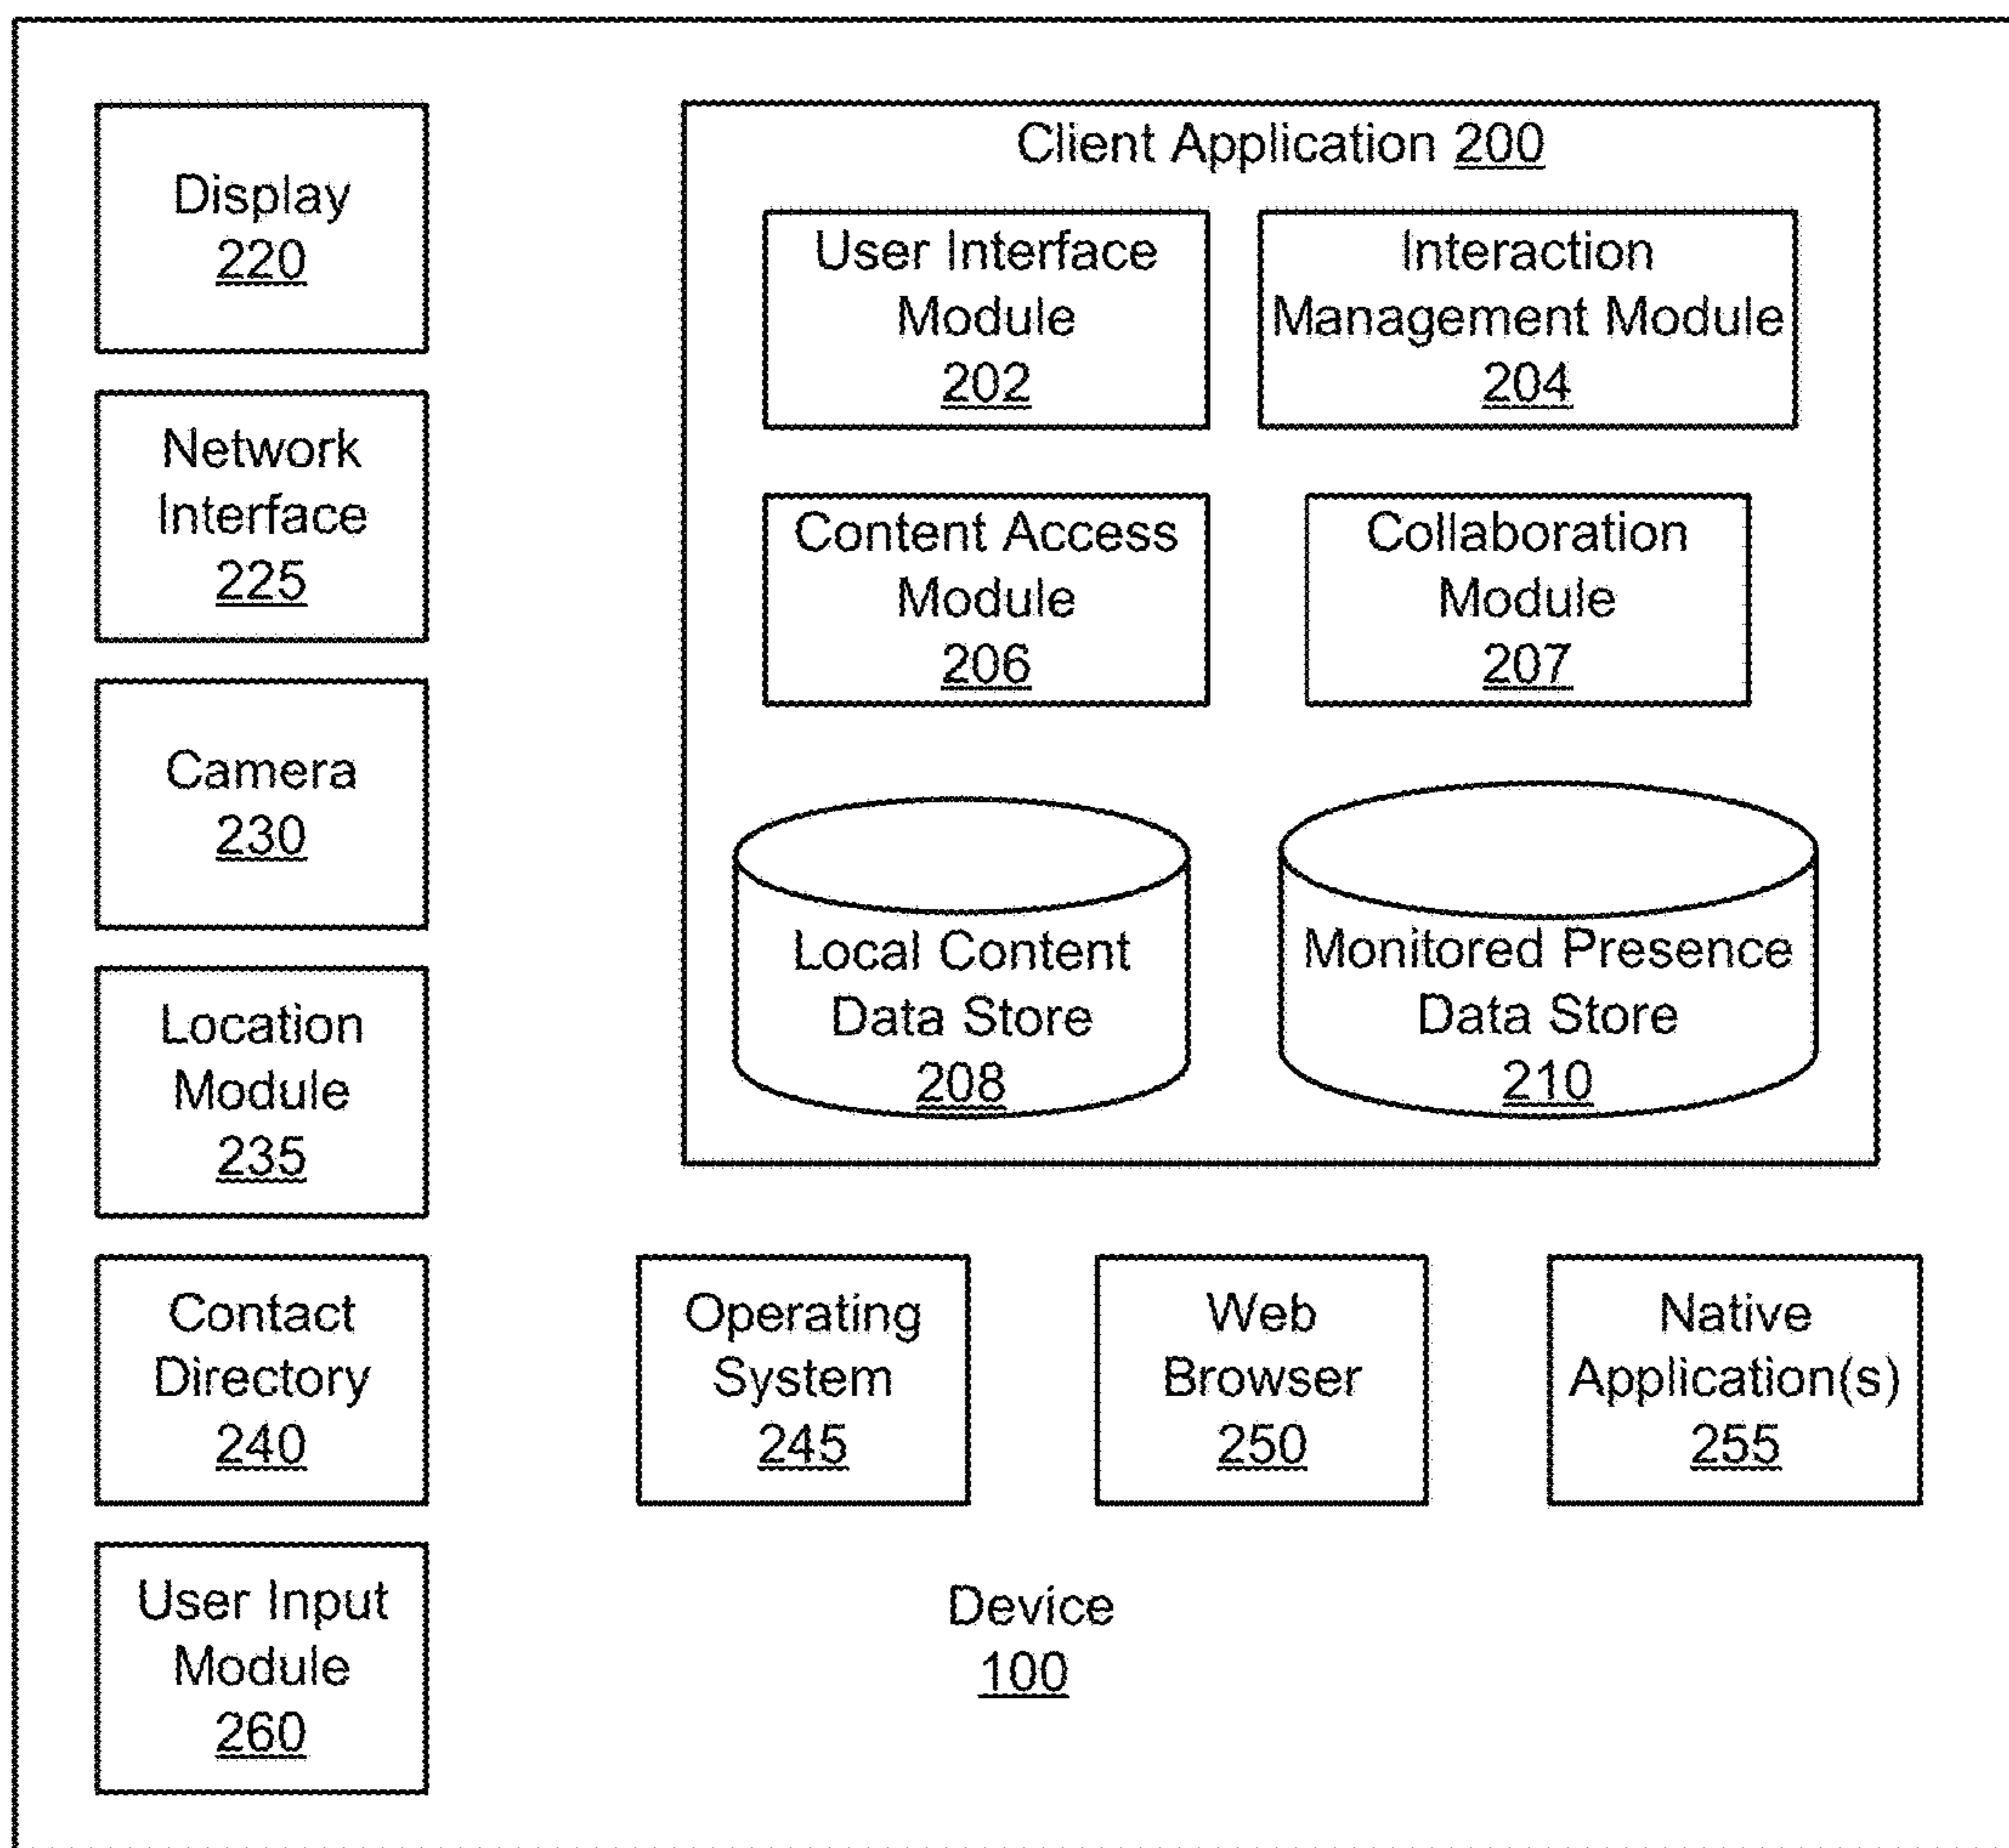 Display
220
Network
Interface
225
Camera
230
Location
Module
235
Contact
Directory
240
User Input
Module
260
Client Application 200
User Interface
Module
202
Interaction
Management Module
204
Content Access
Module
206
Collaboration
Module
207
Local Content
Data Store
208
Monitored Presence
Data Store
210
Operating
System
245
Web
Browser
250
Native
Application(s)
255
Device
100